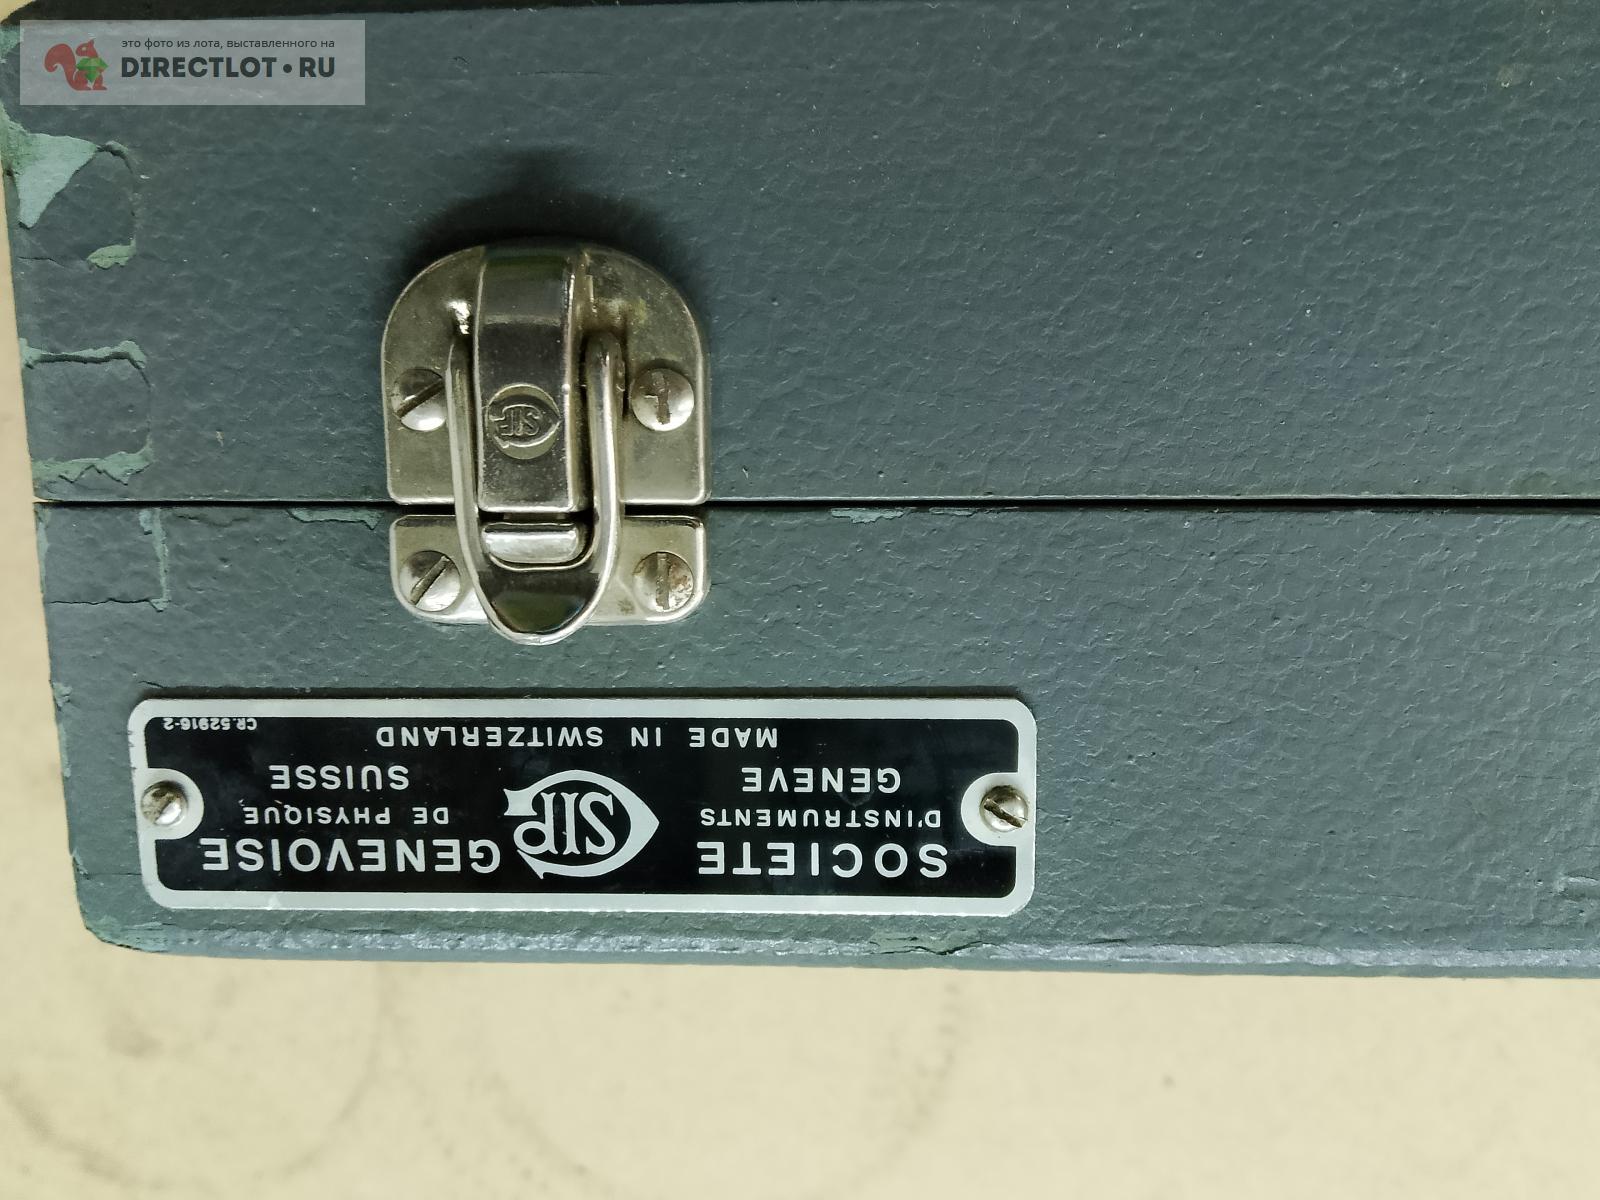 это фото из лота, выставленного на
DIRECTLOT.RU
SIP
SOCIETE SIP GENEVOISE
D'INSTRUMENTS DE PHYSIQUE
GENEVE SUISSE
MADE IN SWITZERLAND
CR.52916-2